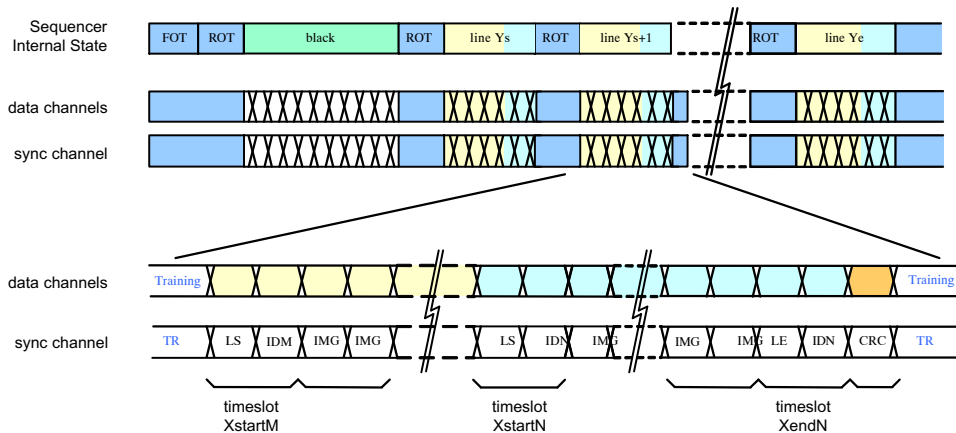 Sequencer
Internal State
FOT ROT black ROT line Ys ROT line Ys+1 ROT line Ye
data channels
sync channel
data channels
Training Training
sync channel
TR LS IDM IMG IMG LS IDN IMG IMG IMG LE IDN CRC TR
timeslot timeslot timeslot
XstartM XstartN XendN